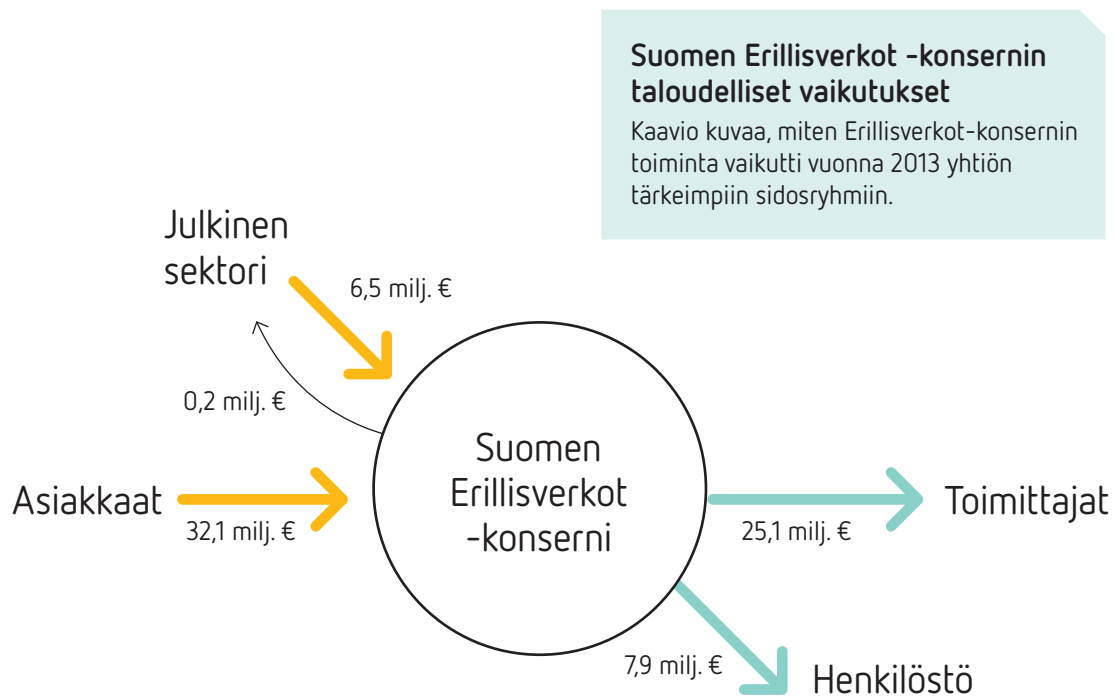 Suomen Erillisverkot -konsernin
taloudelliset vaikutukset
Kaavio kuvaa, miten Erillisverkot-konsernin
toiminta vaikutti vuonna 2013 yhtiön
tärkeimpiin sidosryhmiin.
Julkinen
sektori
6,5 milj. €
0,2 milj. €
Asiakkaat
32,1 milj. €
Suomen
Erillisverkot
-konserni
25,1 milj. €
Toimittajat
7,9 milj. €
Henkilöstö